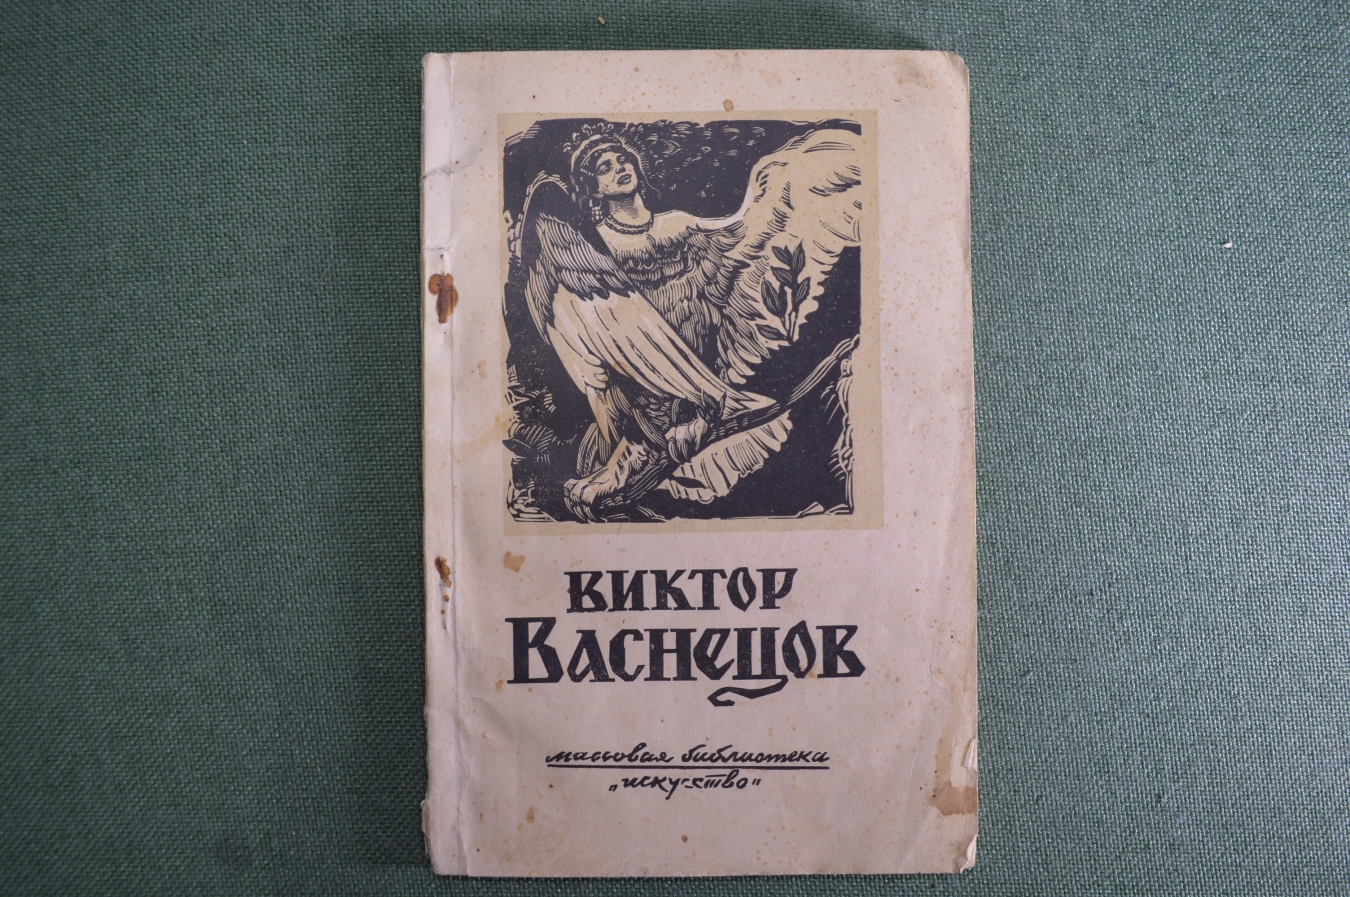 ВИКТОР
ВАСНЕЦОВ
массовая библиотека
„искусство"